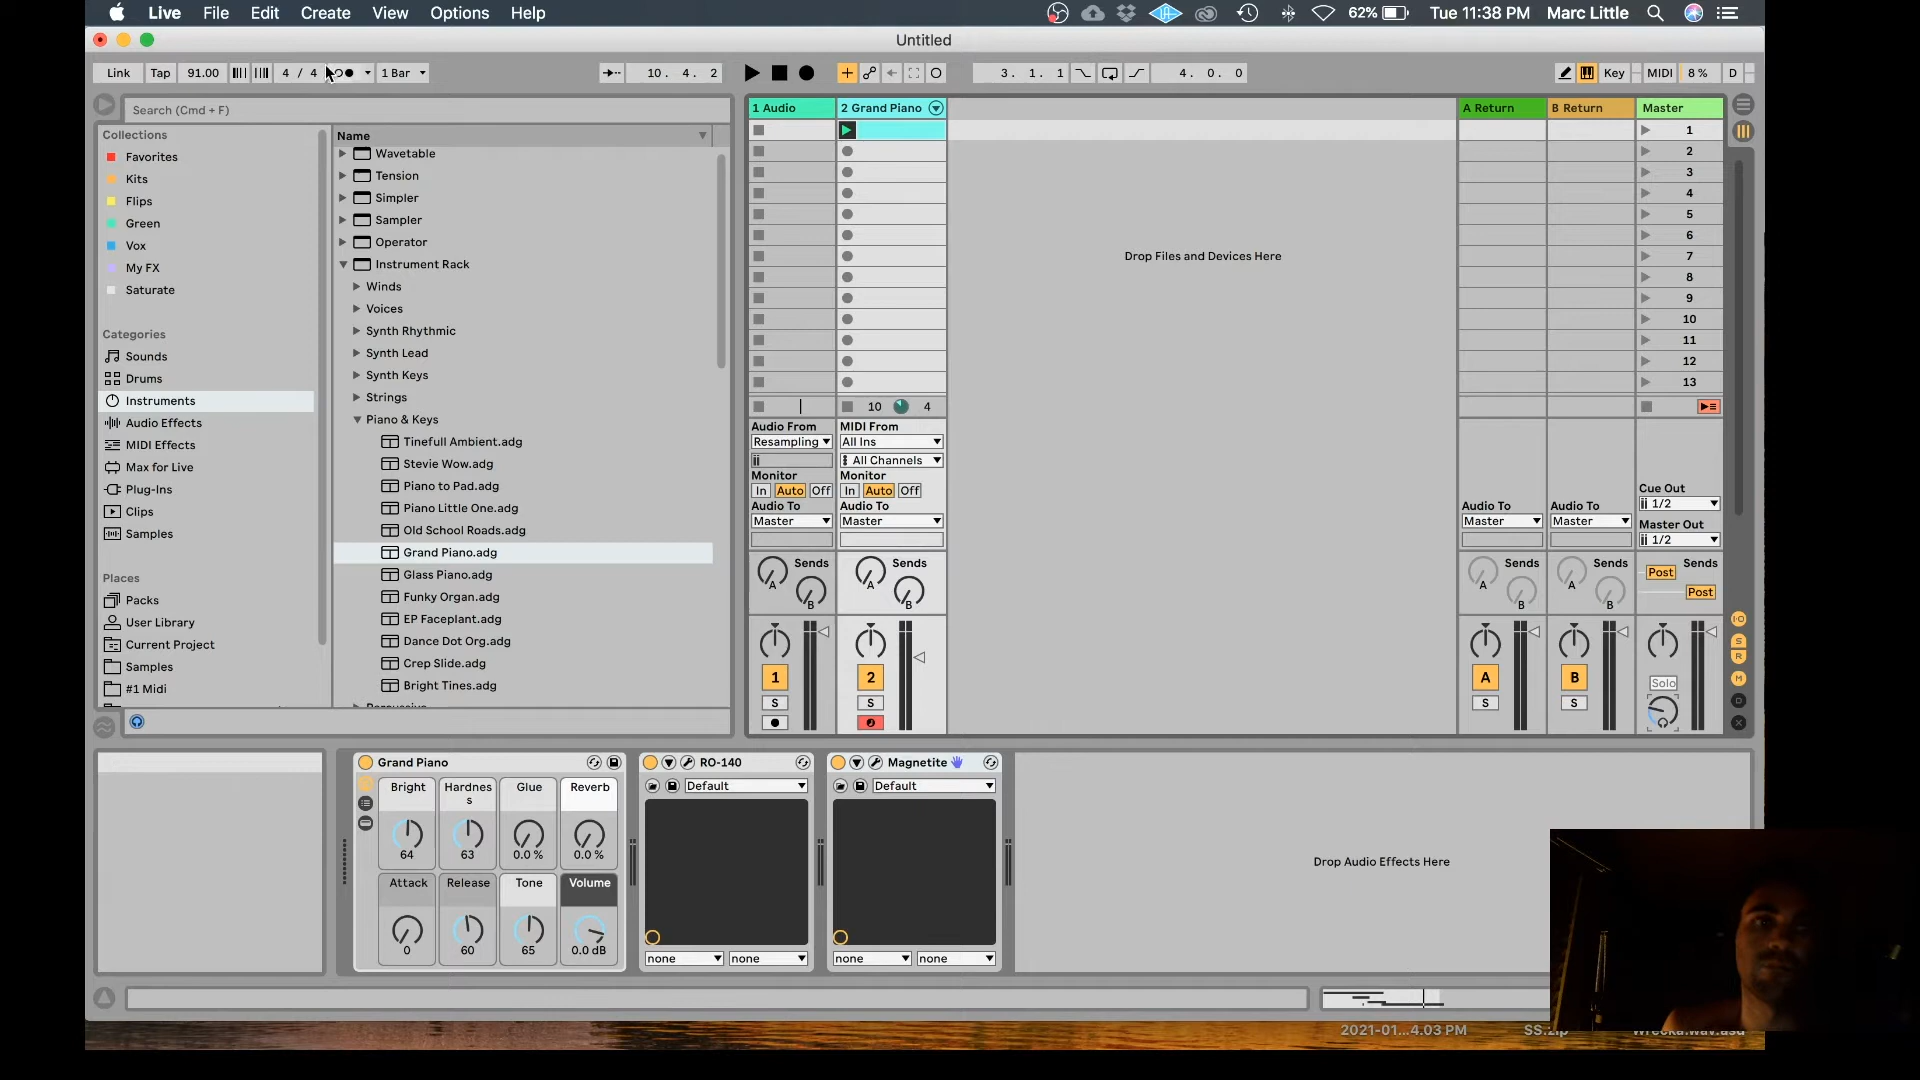 Live File Edit Create View Options Help 62% Tue 11:38 PM Marc Little
Untitled
Link Tap 91.00 4 / 4 1 Bar 10. 4. 2 3. 1. 1 4. 0. 0 Key MIDI 8 % D
Search (Cmd + F)
Collections
Favorites
Kits
Flips
Green
Vox
My FX
Saturate
Categories
Sounds
Drums
Instruments
Audio Effects
MIDI Effects
Max for Live
Plug-Ins
Clips
Samples
Places
Packs
User Library
Current Project
Samples
#1 Midi
Name
Wavetable
Tension
Simpler
Sampler
Operator
Instrument Rack
Winds
Voices
Synth Rhythmic
Synth Lead
Synth Keys
Strings
Piano & Keys
Tinefull Ambient.adg
Stevie Wow.adg
Piano to Pad.adg
Piano Little One.adg
Old School Roads.adg
Grand Piano.adg
Glass Piano.adg
Funky Organ.adg
EP Faceplant.adg
Dance Dot Org.adg
Crep Slide.adg
Bright Tines.adg
Percussive
1 Audio 2 Grand Piano A Return B Return Master
1
2
3
4
5
6
7
8
9
10
11
12
13
Drop Files and Devices Here
10 4
Audio From MIDI From
Resampling All Ins
All Channels
Monitor Monitor
In Auto Off In Auto Off
Audio To Audio To Audio To Audio To
Master Master Master Master
Cue Out
1/2
Master Out
1/2
Sends Sends Sends Sends Sends
A A A A Post
B B B B Post
1 2 A B Solo
S S S S
Grand Piano RO-140 Magnetite
Bright Hardnes Glue Reverb
s
64 63 0.0 % 0.0 %
Attack Release Tone Volume
0 60 65 0.0 dB
Default Default
none none none none
Drop Audio Effects Here
2021-01...4.03 PM SS.zip Wrecka.wav.asd